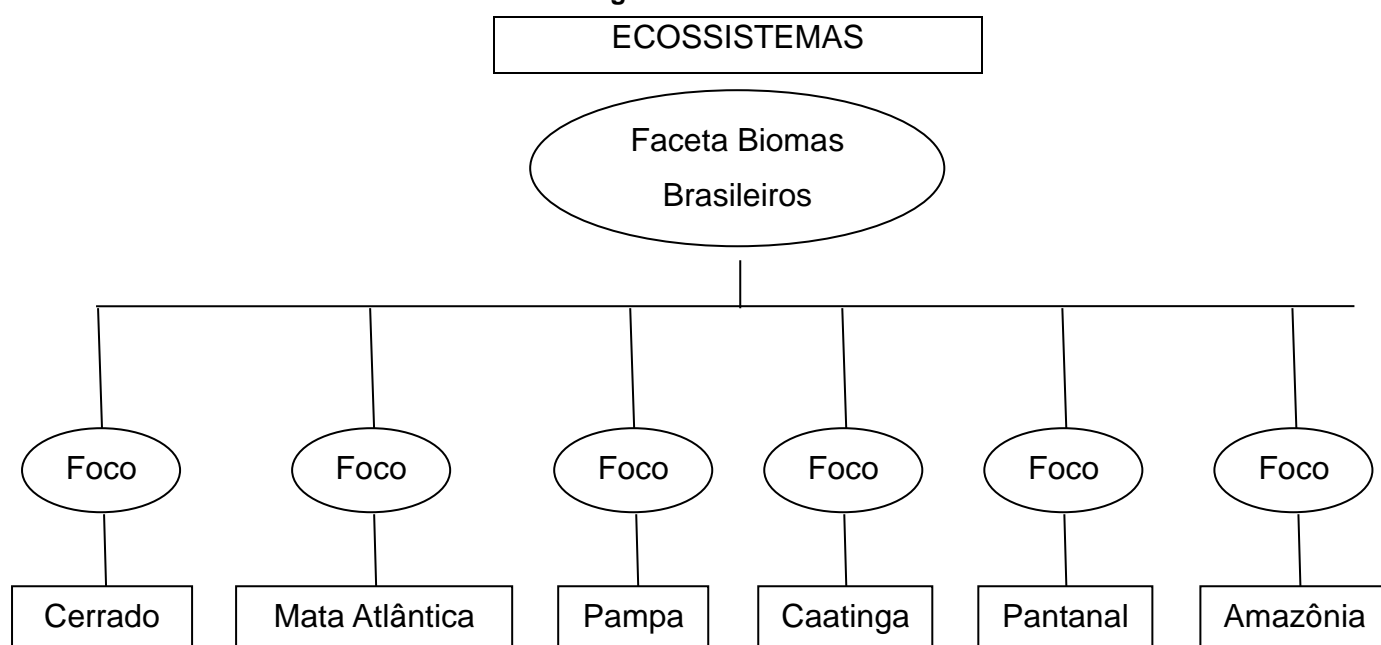 ECOSSISTEMAS
Faceta Biomas
Brasileiros
Foco Foco Foco Foco Foco Foco
Cerrado Mata Atlântica Pampa Caatinga Pantanal Amazônia